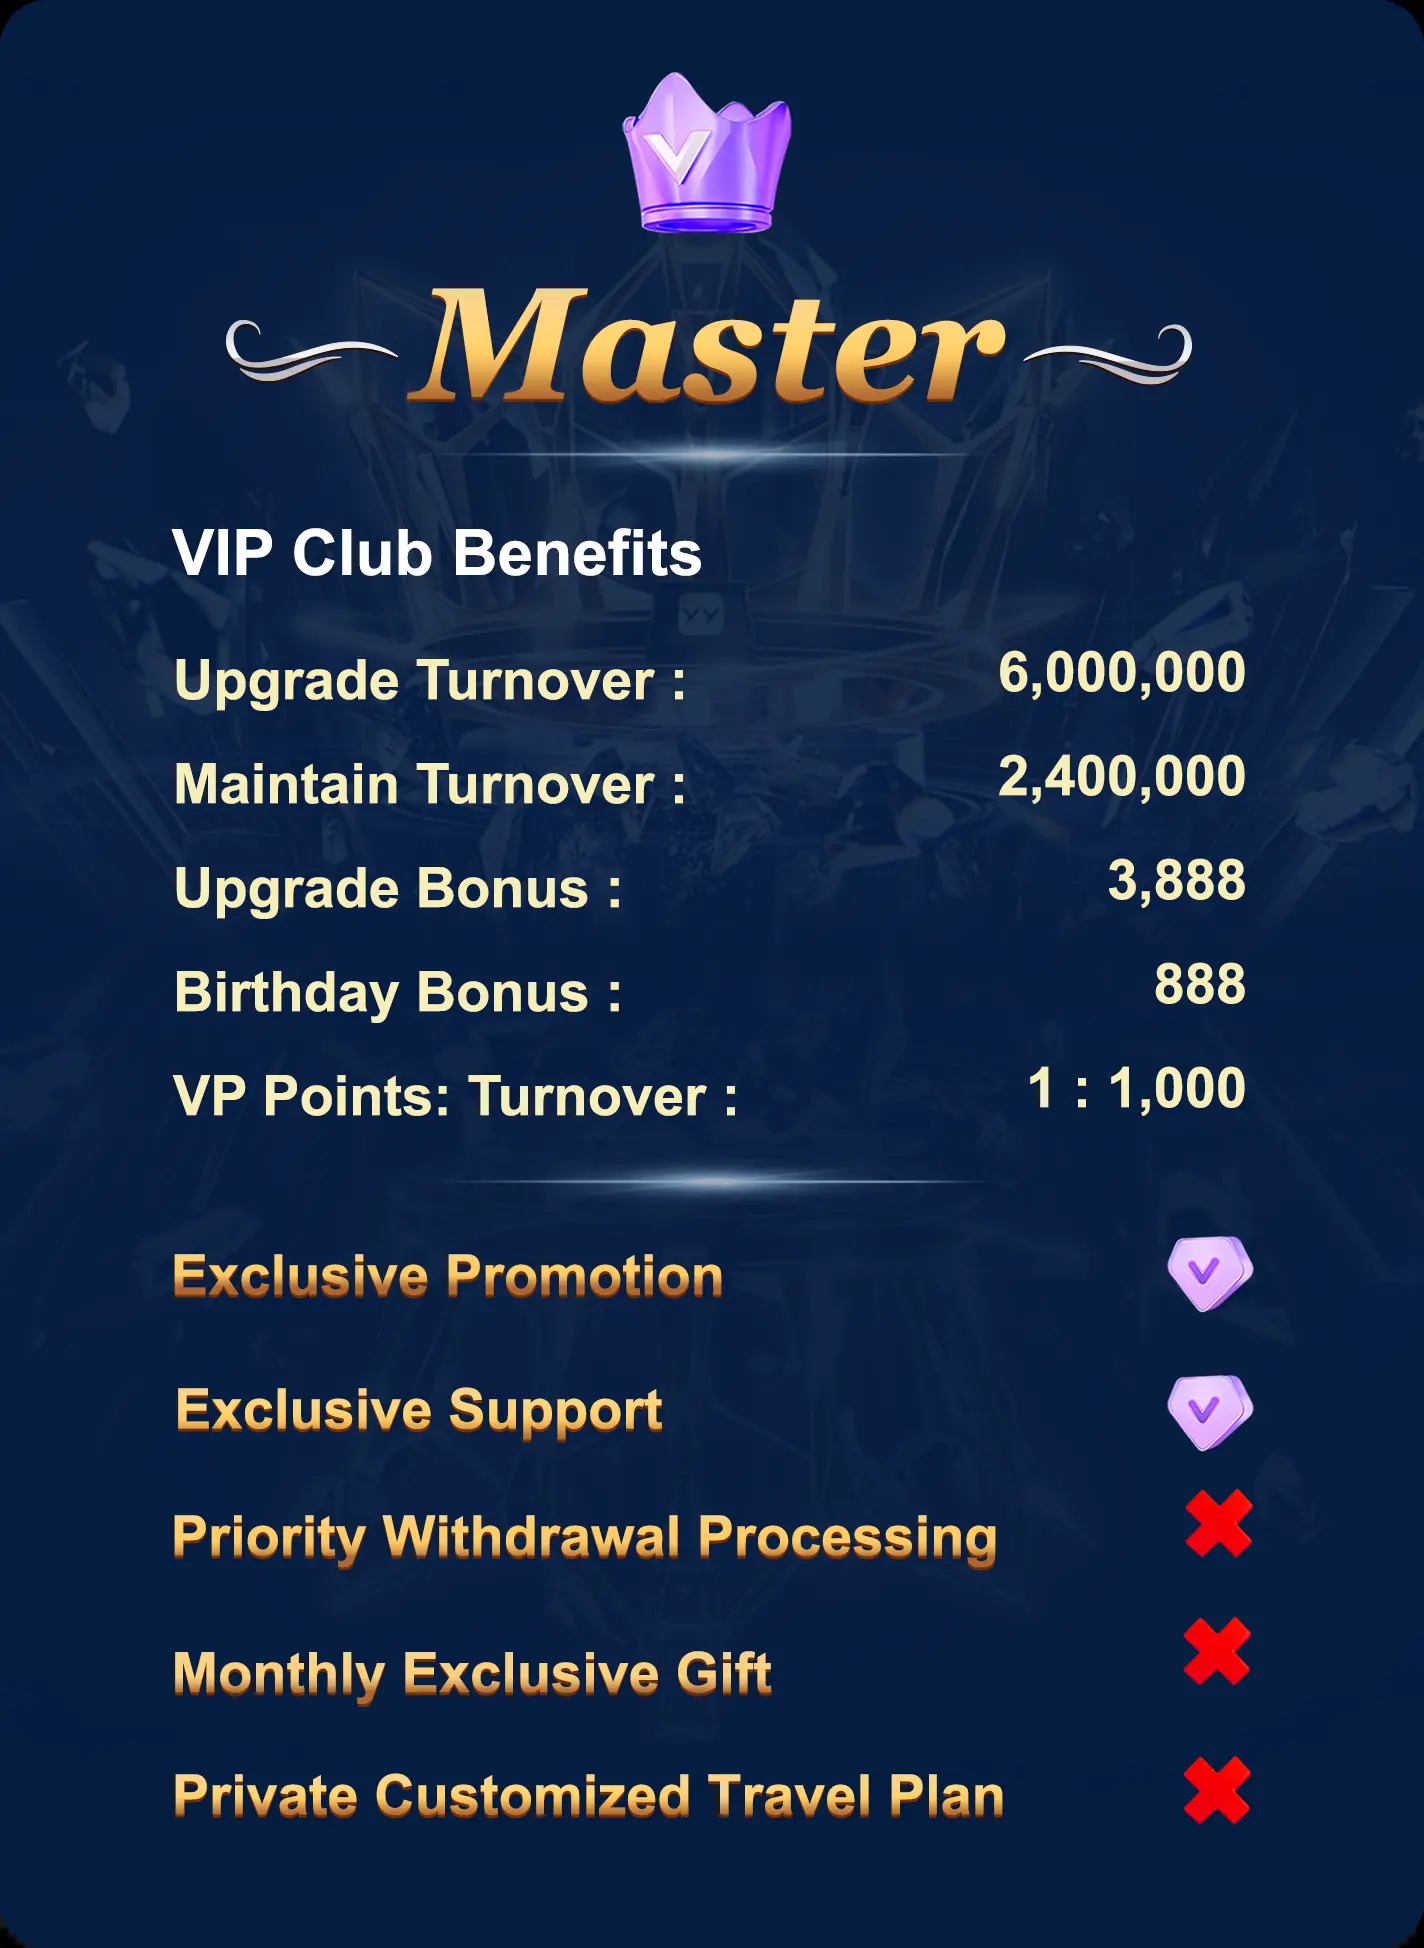 V
Master
VIP Club Benefits
Upgrade Turnover : 6,000,000
Maintain Turnover : 2,400,000
Upgrade Bonus : 3,888
Birthday Bonus : 888
VP Points: Turnover : 1 : 1,000
Exclusive Promotion
Exclusive Support
Priority Withdrawal Processing
Monthly Exclusive Gift
Private Customized Travel Plan